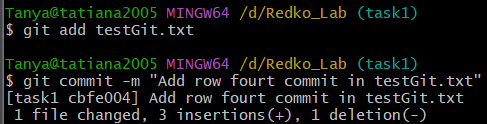 Tanya@tatiana2005 MINGW64 /d/Redko_Lab (task1)
$ git add testGit.txt
Tanya@tatiana2005 MINGW64 /d/Redko_Lab (task1)
$ git commit -m "Add row fourt commit in testGit.txt"
[task1 cbfe004] Add row fourt commit in testGit.txt
 1 file changed, 3 insertions(+), 1 deletion(-)